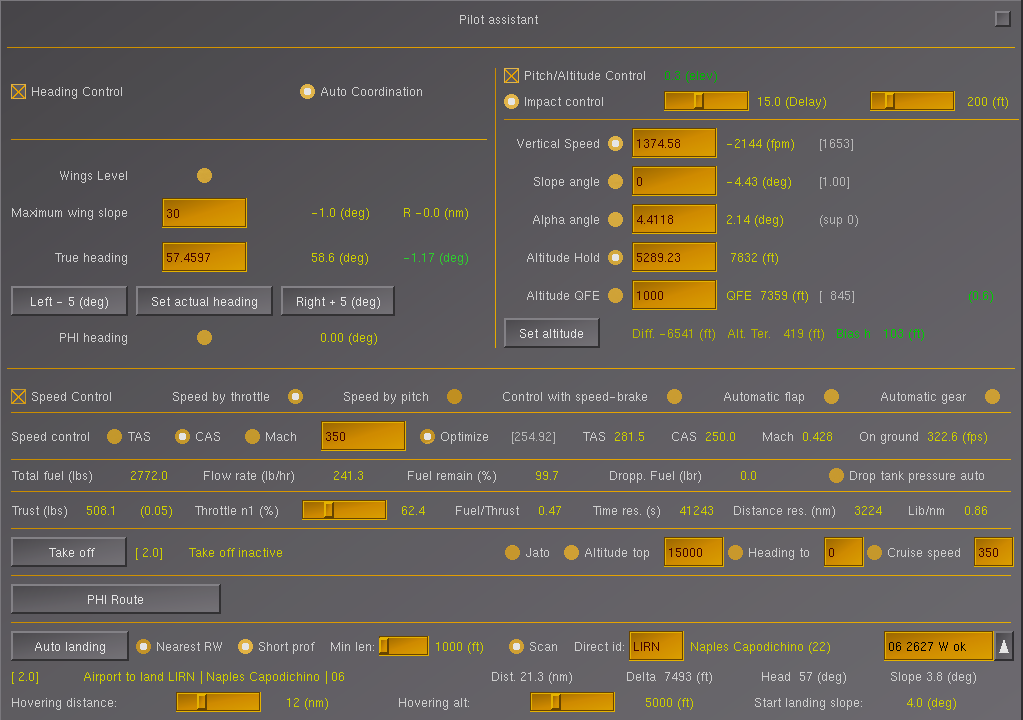 Pilot assistant
Heading Control Auto Coordination
Pitch/Altitude Control 0.3 (elev)
Impact control 15.0 (Delay) 200 (ft)
Wings Level
Maximum wing slope 30 -1.0 (deg) R -0.0 (nm)
True heading 57.4597 58.6 (deg) -1.17 (deg)
Left - 5 (deg) Set actual heading Right + 5 (deg)
PHI heading 0.00 (deg)
Vertical Speed 1374.58 -2144 (fpm) [1653]
Slope angle 0 -4.43 (deg) [1.00]
Alpha angle 4.4118 2.14 (deg) (sup 0)
Altitude Hold 5289.23 7832 (ft)
Altitude QFE 1000 QFE 7359 (ft) [ 845] (0.6)
Set altitude Diff. -6541 (ft) Alt. Ter. 419 (ft) Bias h 103 (ft)
Speed Control Speed by throttle Speed by pitch Control with speed-brake Automatic flap Automatic gear
Speed control TAS CAS Mach 350 Optimize [254.92] TAS 281.5 CAS 250.0 Mach 0.428 On ground 322.6 (fps)
Total fuel (lbs) 2772.0 Flow rate (lb/hr) 241.3 Fuel remain (%) 99.7 Dropp. Fuel (lbr) 0.0 Drop tank pressure auto
Trust (lbs) 508.1 (0.05) Throttle n1 (%) 62.4 Fuel/Thrust 0.47 Time res. (s) 41243 Distance res. (nm) 3224 Lib/nm 0.86
Take off [ 2.0] Take off inactive Jato Altitude top 15000 Heading to 0 Cruise speed 350
PHI Route
Auto landing Nearest RW Short prof Min len: 1000 (ft) Scan Direct id: LIRN Naples Capodichino (22) 06 2627 W ok
[ 2.0] Airport to land LIRN | Naples Capodichino | 06 Dist. 21.3 (nm) Delta 7493 (ft) Head 57 (deg) Slope 3.8 (deg)
Hovering distance: 12 (nm) Hovering alt: 5000 (ft) Start landing slope: 4.0 (deg)